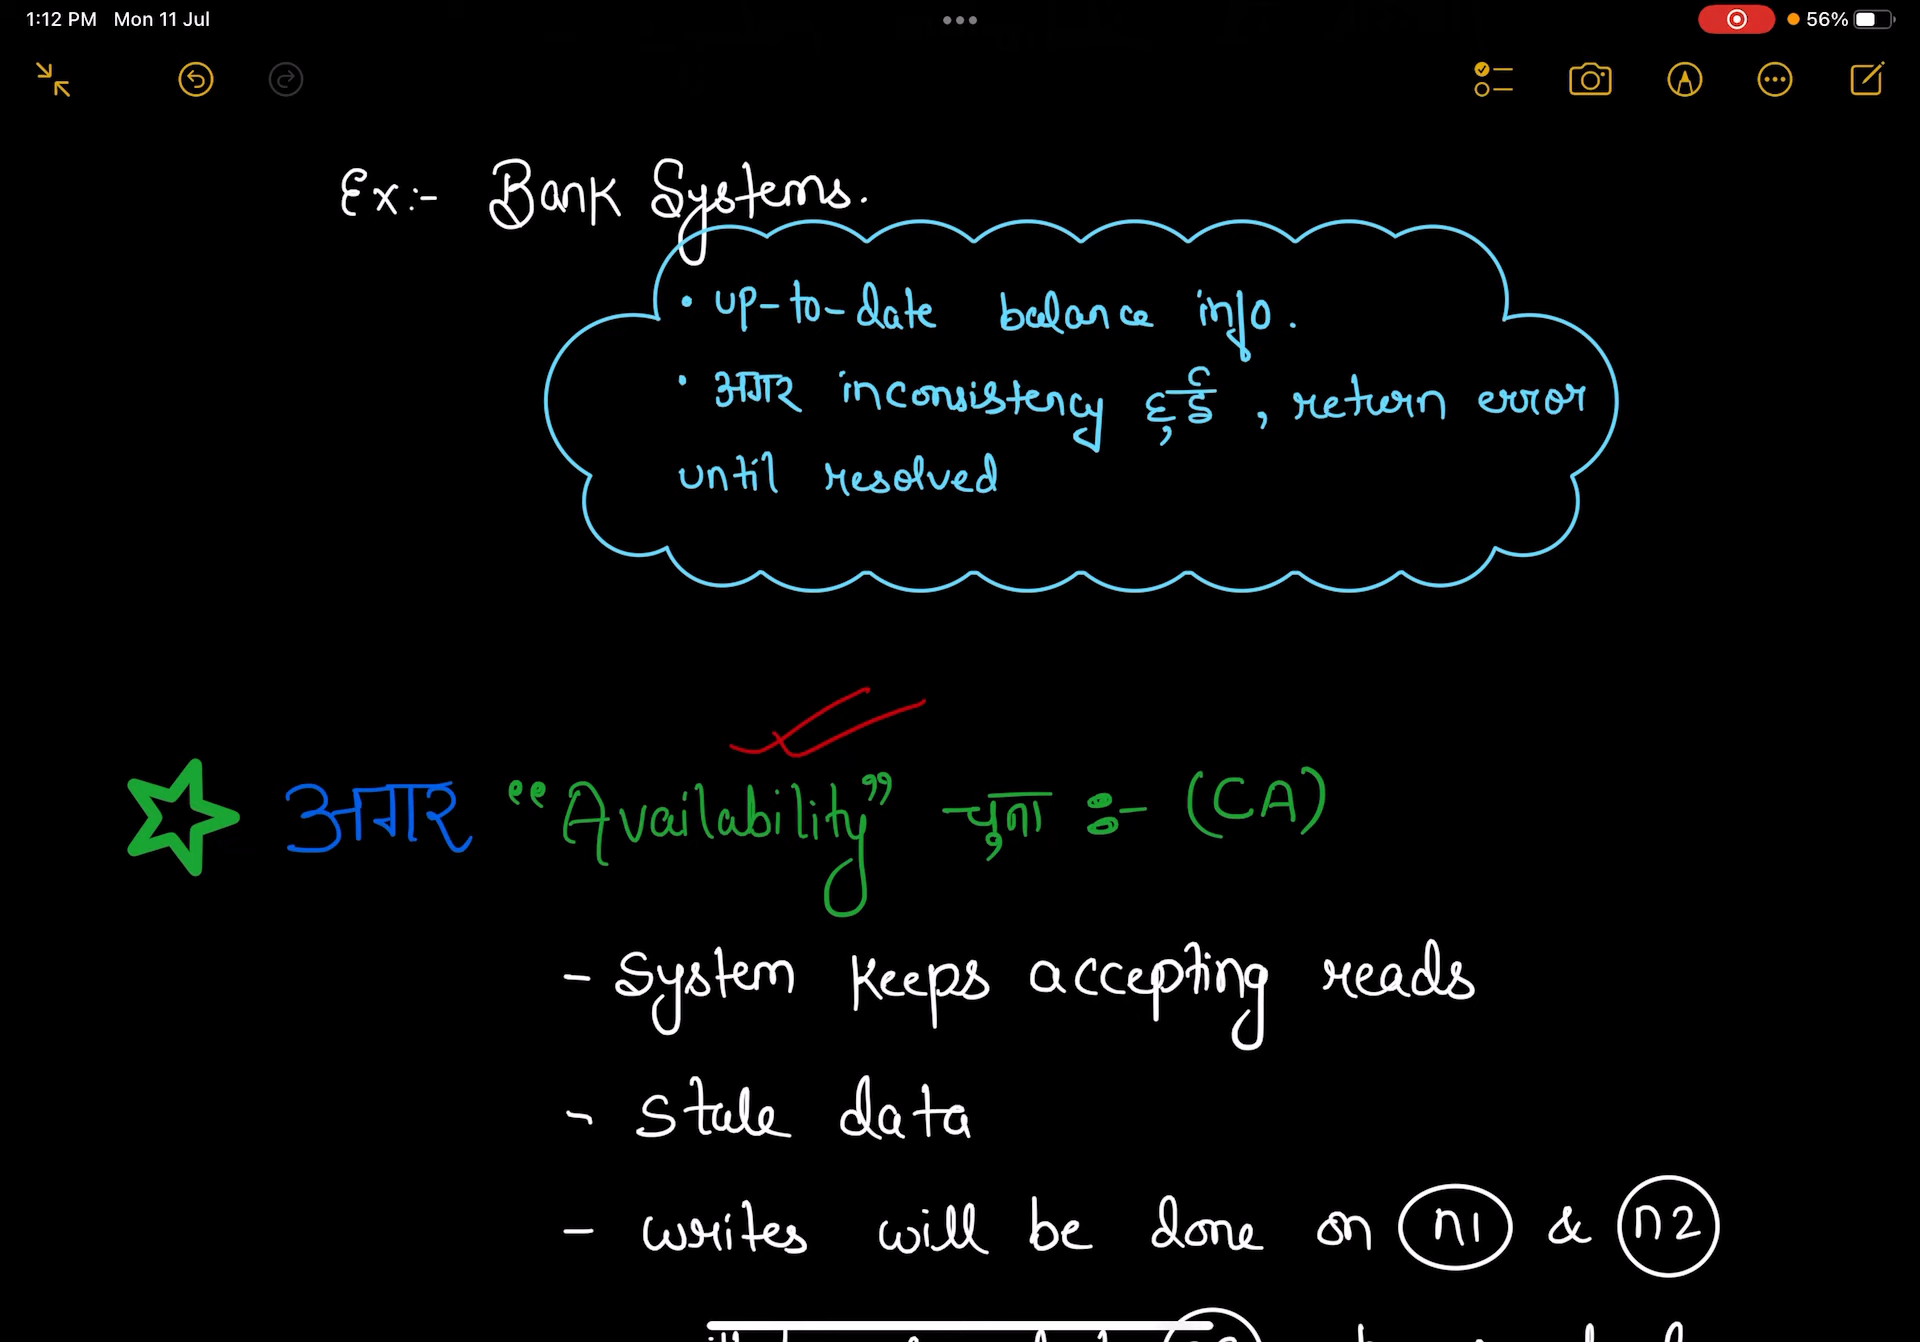 1:12 PM Mon 11 Jul
56%
Ex:- Bank Systems.
• up-to-date balance info.
• अगर inconsistency हुई, return error
until resolved
अगर "Availability" चुना :- (CA)
- System keeps accepting reads
- Stale data
- writes will be done on n1 & n2